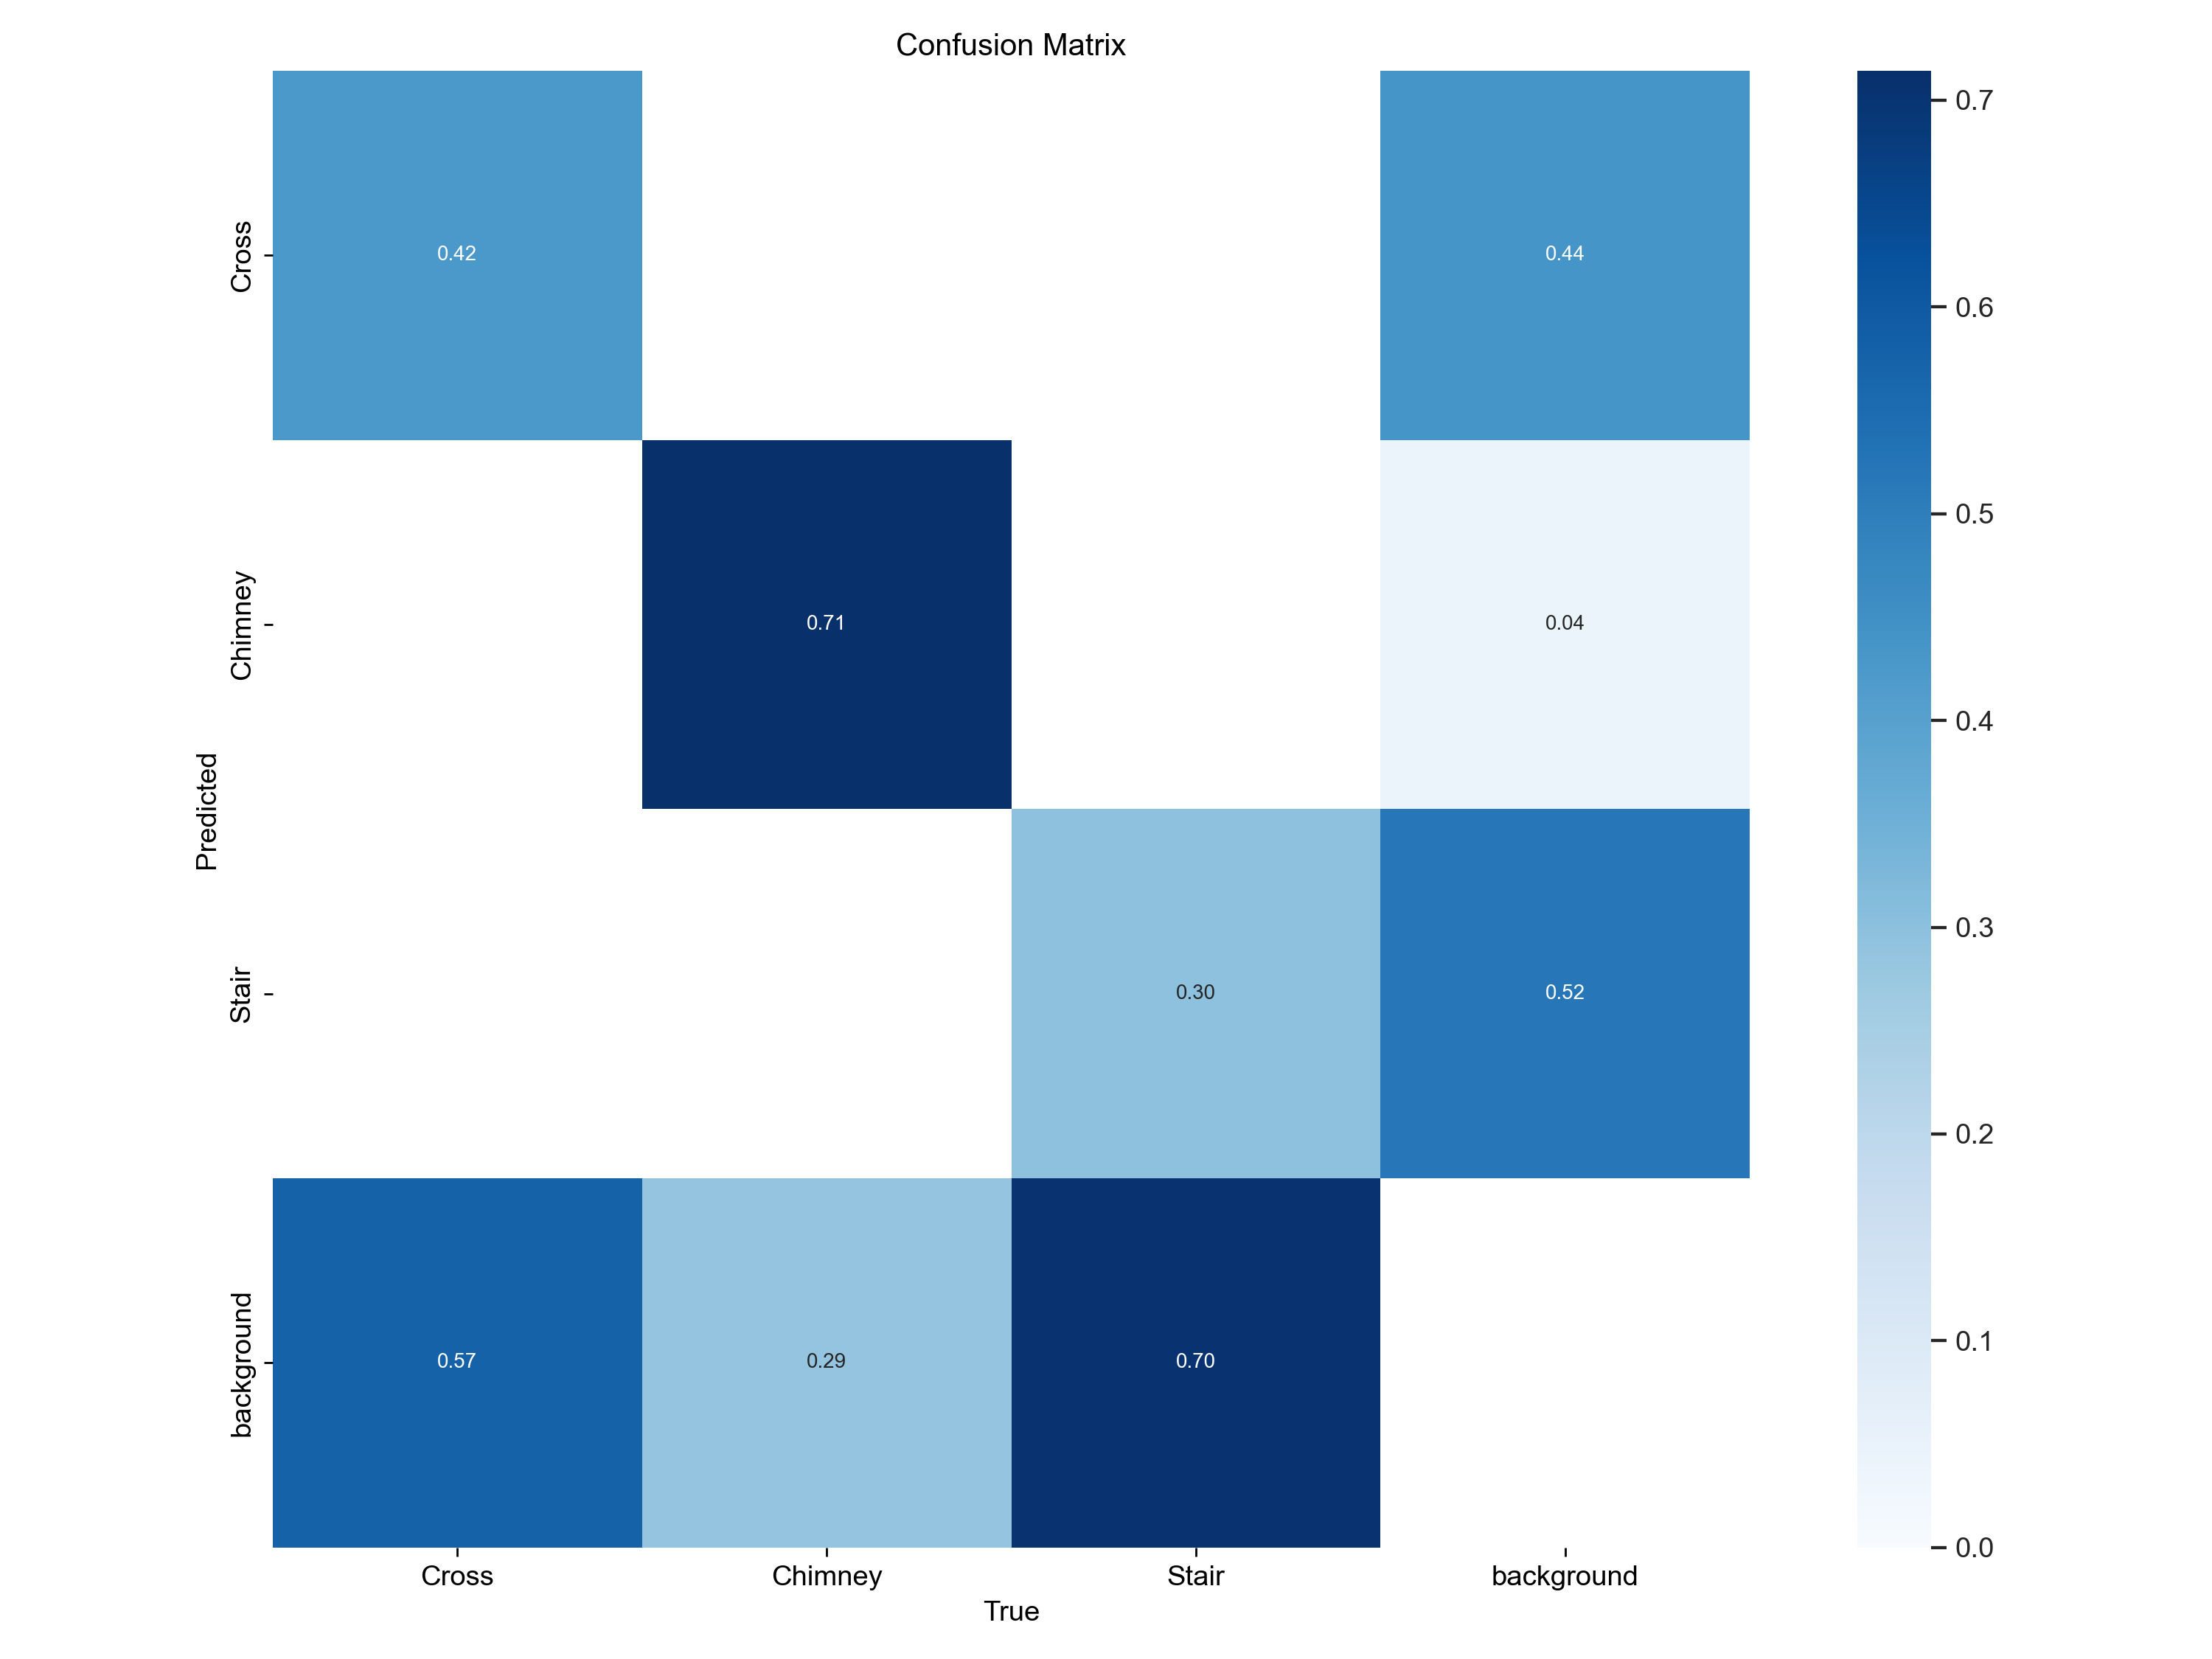 Confusion Matrix
Cross
0.42
0.44
Chimney
0.71
0.04
Stair
0.30
0.52
background
0.57
0.29
0.70
Predicted
Cross
Chimney
Stair
background
True
0.7
0.6
0.5
0.4
0.3
0.2
0.1
0.0